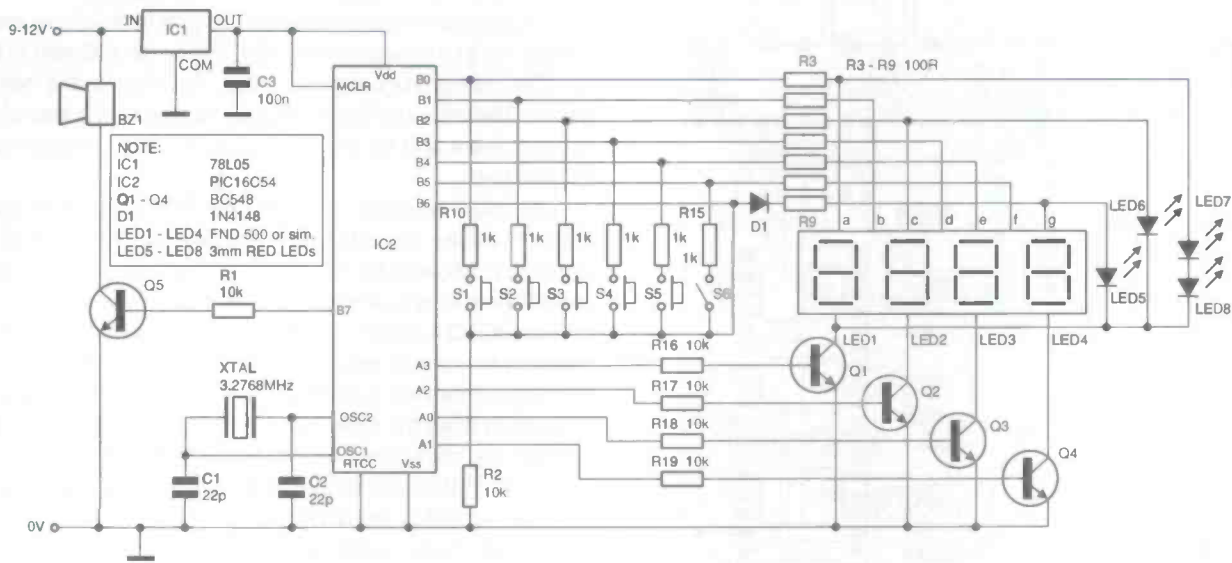 9-12V
IN
IC1
OUT
COM
C3
100n
BZ1
NOTE:
IC1 78L05
IC2 PIC16C54
Q1 - Q4 BC548
D1 1N4148
LED1 - LED4 FND 500 or sim.
LED5 - LED8 3mm RED LEDs
Q5
R1
10k
XTAL
3.2768MHz
C1
22p
C2
22p
0V
Vdd
MCLR
IC2
B7
OSC2
OSC1
RTCC
Vss
B0
B1
B2
B3
B4
B5
B6
A3
A2
A0
A1
R10
1k
1k
1k
1k
1k
R15
1k
S1
S2
S3
S4
S5
S6
R2
10k
R16 10k
R17 10k
R18 10k
R19 10k
R3
R3 - R9 100R
D1
R9
a b c d e f g
LED1
LED2
LED3
LED4
LED6
LED7
LED5
LED8
Q1
Q2
Q3
Q4